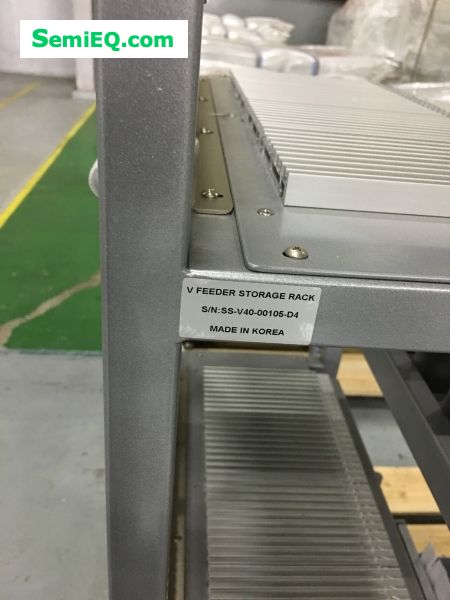 SemiEQ.com
V FEEDER STORAGE RACK
S/N:SS-V40-00105-D4
MADE IN KOREA